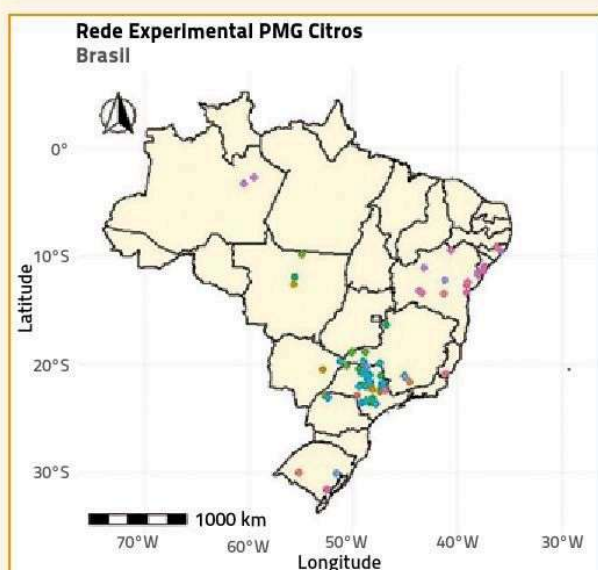 Rede Experimental PMG Citros
Brasil
0°
10°S
20°S
30°S
Latitude
1000 km
70°W
60°W
50°W
40°W
30°W
Longitude